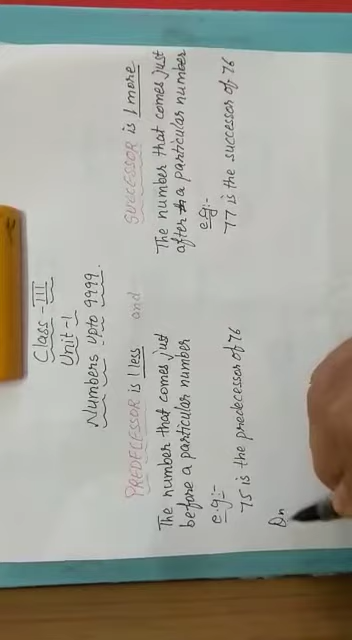 Class - III
Unit - 1
Numbers upto 9999.
PREDECESSOR is 1 less and SUCCESSOR is 1 more
The number that comes just
before a particular number
e.g:-
75 is the predecessor of 76
The number that comes just
after a particular number
e.g:-
77 is the successor of 76
Qn